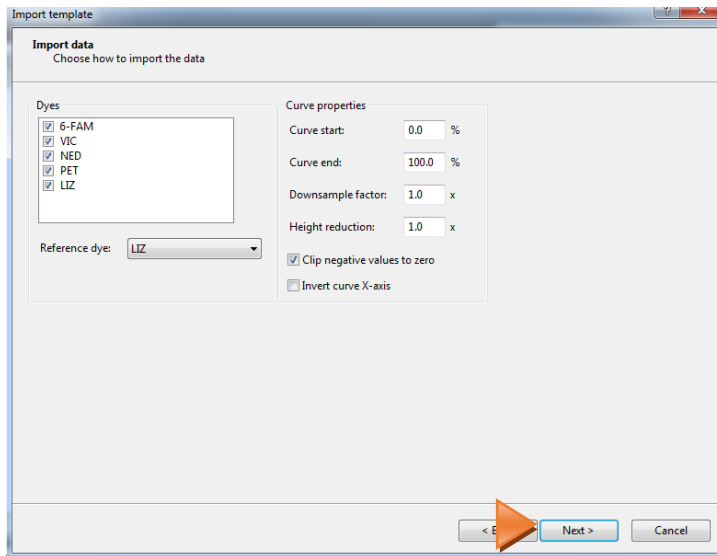 Import template
Import data
Choose how to import the data
Dyes
6-FAM
VIC
NED
PET
LIZ
Reference dye: LIZ
Curve properties
Curve start: 0.0 %
Curve end: 100.0 %
Downsample factor: 1.0 x
Height reduction: 1.0 x
Clip negative values to zero
Invert curve X-axis
< Next > Cancel